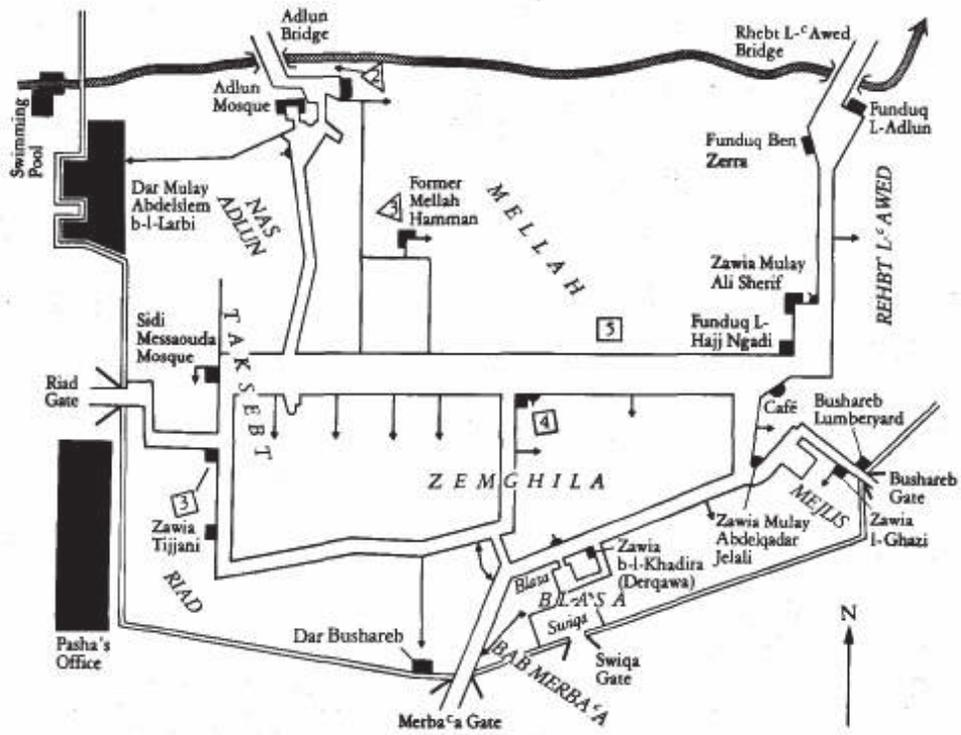 Adlun
Bridge
Rhebt L-ᶜAwed
Bridge
Swimming
Pool
Adlun
Mosque
2
Funduq
L-Adlun
Funduq Ben
Zerra
Dar Mulay
Abdelslem
b-l-Larbi
NAS
ADLUN
3
Former
Mellah
Hamman
MELLAH
REHBT L-ᶜAWED
Zawia Mulay
Ali Sherif
Sidi
Messaouda
Mosque
TAKSEBT
5
Funduq L-
Hajj Ngadi
Riad
Gate
Café
Bushareb
Lumberyard
4
ZEMGHILA
Bushareb
Gate
MEJLIS
3
Zawia
Tijjani
Zawia Mulay
Abdelqadar
Jelali
Zawia
l-Ghazi
RIAD
Zawia
b-l-Khadira
(Derqawa)
Blasa
BLASA
Swiqa
N
Pasha's
Office
Dar Bushareb
BAB MERBAᶜA
Swiqa
Gate
Merbaᶜa Gate